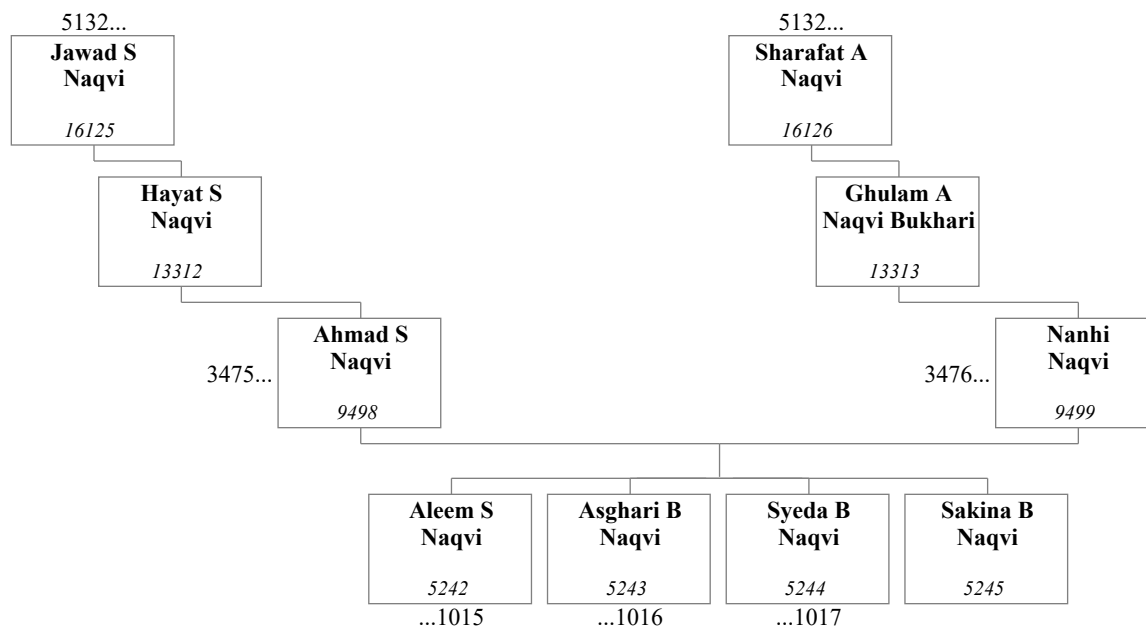 5132...
Jawad S
Naqvi
16125
5132...
Sharafat A
Naqvi
16126
Hayat S
Naqvi
13312
Ghulam A
Naqvi Bukhari
13313
3475...
Ahmad S
Naqvi
9498
3476...
Nanhi
Naqvi
9499
Aleem S
Naqvi
5242
...1015
Asghari B
Naqvi
5243
...1016
Syeda B
Naqvi
5244
...1017
Sakina B
Naqvi
5245